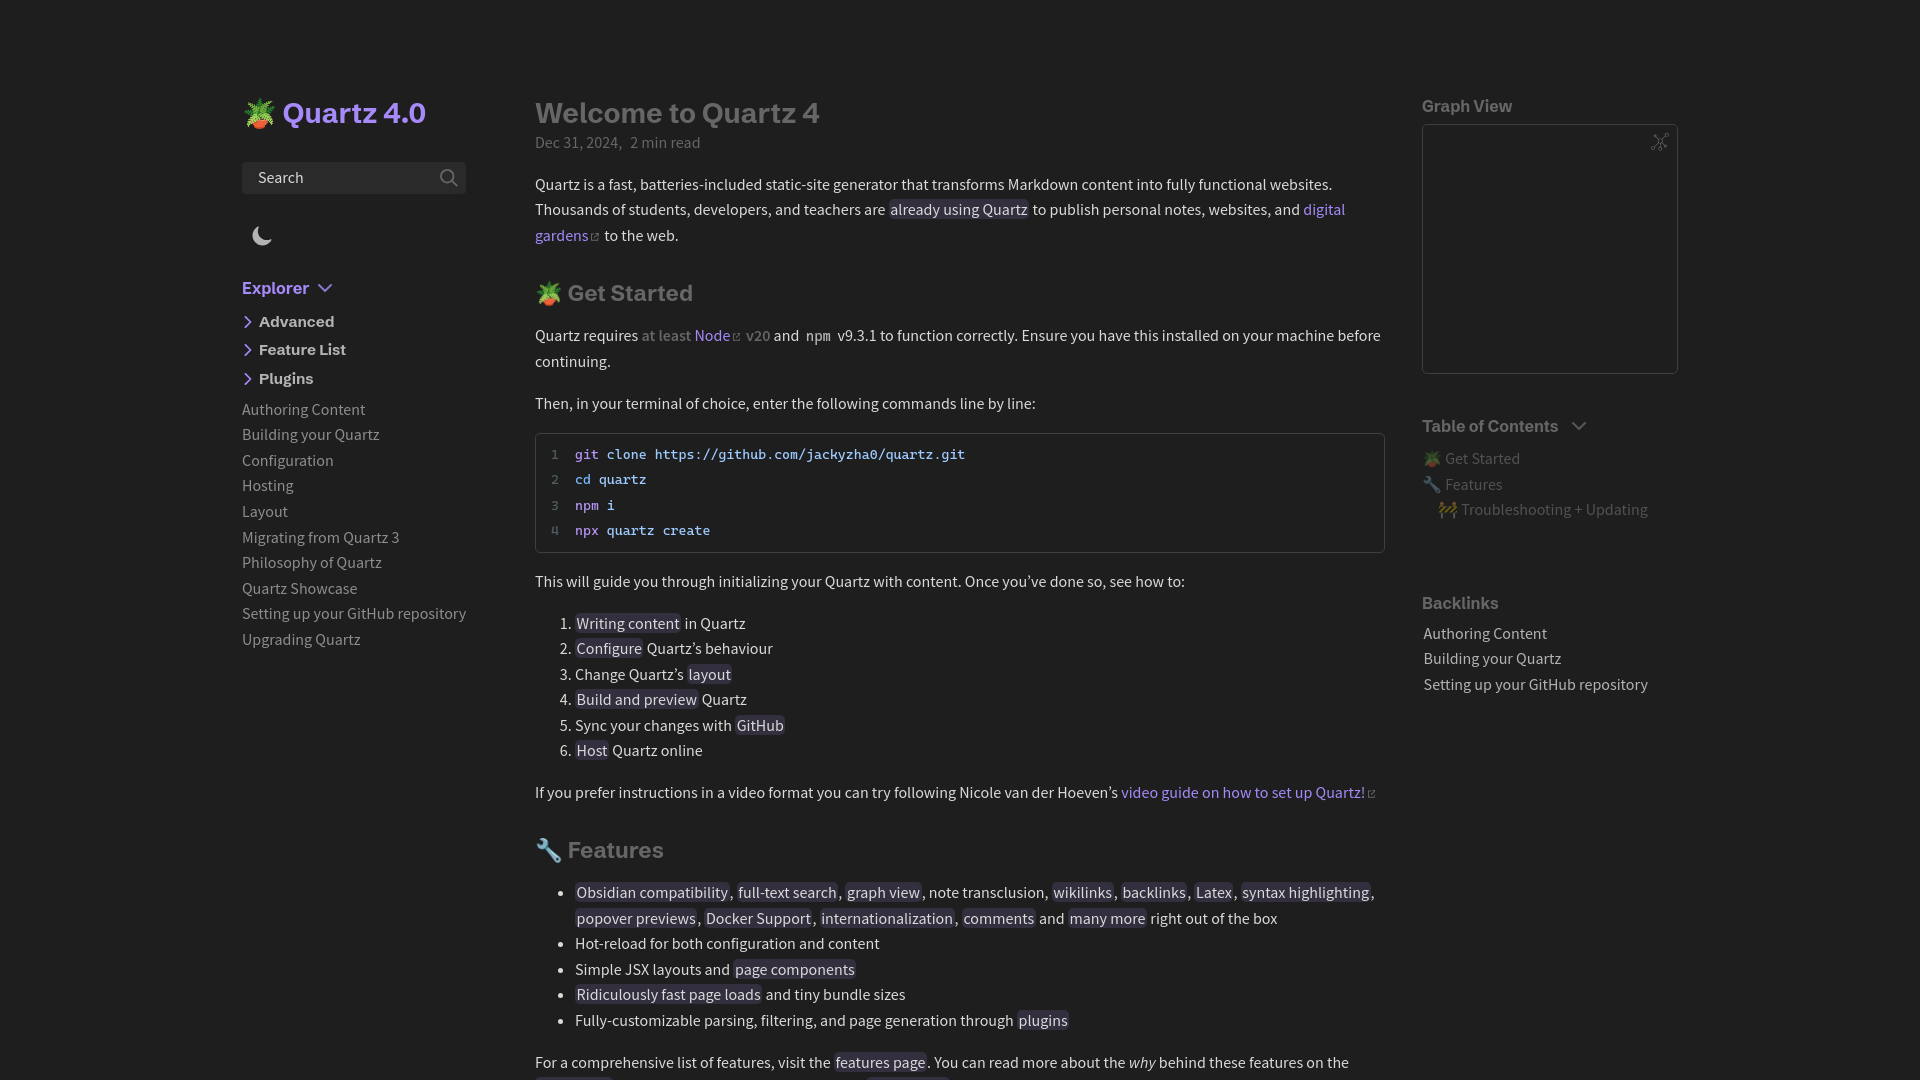 Quartz 4.0
Search
Explorer
Advanced
Feature List
Plugins
Authoring Content
Building your Quartz
Configuration
Hosting
Layout
Migrating from Quartz 3
Philosophy of Quartz
Quartz Showcase
Setting up your GitHub repository
Upgrading Quartz
Welcome to Quartz 4
Dec 31, 2024, 2 min read
Quartz is a fast, batteries-included static-site generator that transforms Markdown content into fully functional websites.
Thousands of students, developers, and teachers are already using Quartz to publish personal notes, websites, and digital
gardens to the web.
🪴 Get Started
Quartz requires at least Node v20 and npm v9.3.1 to function correctly. Ensure you have this installed on your machine before
continuing.
Then, in your terminal of choice, enter the following commands line by line:
1 git clone https://github.com/jackyzha0/quartz.git
2 cd quartz
3 npm i
4 npx quartz create
This will guide you through initializing your Quartz with content. Once you’ve done so, see how to:
1. Writing content in Quartz
2. Configure Quartz’s behaviour
3. Change Quartz’s layout
4. Build and preview Quartz
5. Sync your changes with GitHub
6. Host Quartz online
If you prefer instructions in a video format you can try following Nicole van der Hoeven’s video guide on how to set up Quartz!
🔧 Features
• Obsidian compatibility, full-text search, graph view, note transclusion, wikilinks, backlinks, Latex, syntax highlighting,
popover previews, Docker Support, internationalization, comments and many more right out of the box
• Hot-reload for both configuration and content
• Simple JSX layouts and page components
• Ridiculously fast page loads and tiny bundle sizes
• Fully-customizable parsing, filtering, and page generation through plugins
For a comprehensive list of features, visit the features page. You can read more about the why behind these features on the
Graph View
Table of Contents
🪴 Get Started
🔧 Features
🚧 Troubleshooting + Updating
Backlinks
Authoring Content
Building your Quartz
Setting up your GitHub repository